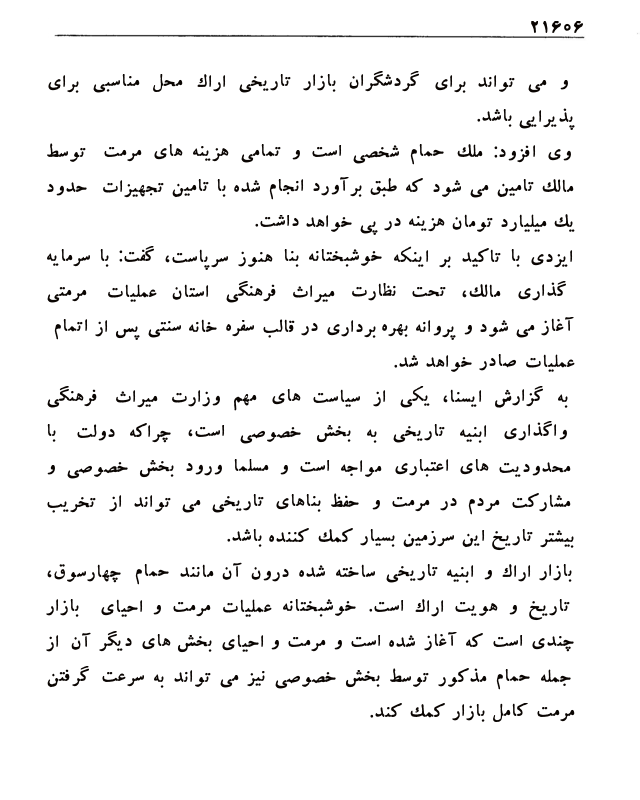 ۲۱۶۰۶
و می تواند برای گردشگران بازار تاریخی اراك محل مناسبی برای
پذیرایی باشد.
وی افزود: ملك حمام شخصی است و تمامی هزینه های مرمت توسط
مالك تامین می شود که طبق برآورد انجام شده با تامین تجهیزات حدود
یك میلیارد تومان هزینه در پی خواهد داشت.
ایزدی با تاکید بر اینکه خوشبختانه بنا هنوز سرپاست، گفت: با سرمایه
گذاری مالك، تحت نظارت میراث فرهنگی استان عملیات مرمتی
آغاز می شود و پروانه بهره برداری در قالب سفره خانه سنتی پس از اتمام
عملیات صادر خواهد شد.
به گزارش ایسنا، یکی از سیاست های مهم وزارت میراث فرهنگی
واگذاری ابنیه تاریخی به بخش خصوصی است، چراکه دولت با
محدودیت های اعتباری مواجه است و مسلما ورود بخش خصوصی و
مشارکت مردم در مرمت و حفظ بناهای تاریخی می تواند از تخریب
بیشتر تاریخ این سرزمین بسیار کمك کننده باشد.
بازار اراك و ابنیه تاریخی ساخته شده درون آن مانند حمام چهارسوق،
تاریخ و هویت اراك است. خوشبختانه عملیات مرمت و احیای بازار
چندی است که آغاز شده است و مرمت و احیای بخش های دیگر آن از
جمله حمام مذکور توسط بخش خصوصی نیز می تواند به سرعت گرفتن
مرمت کامل بازار کمك کند.